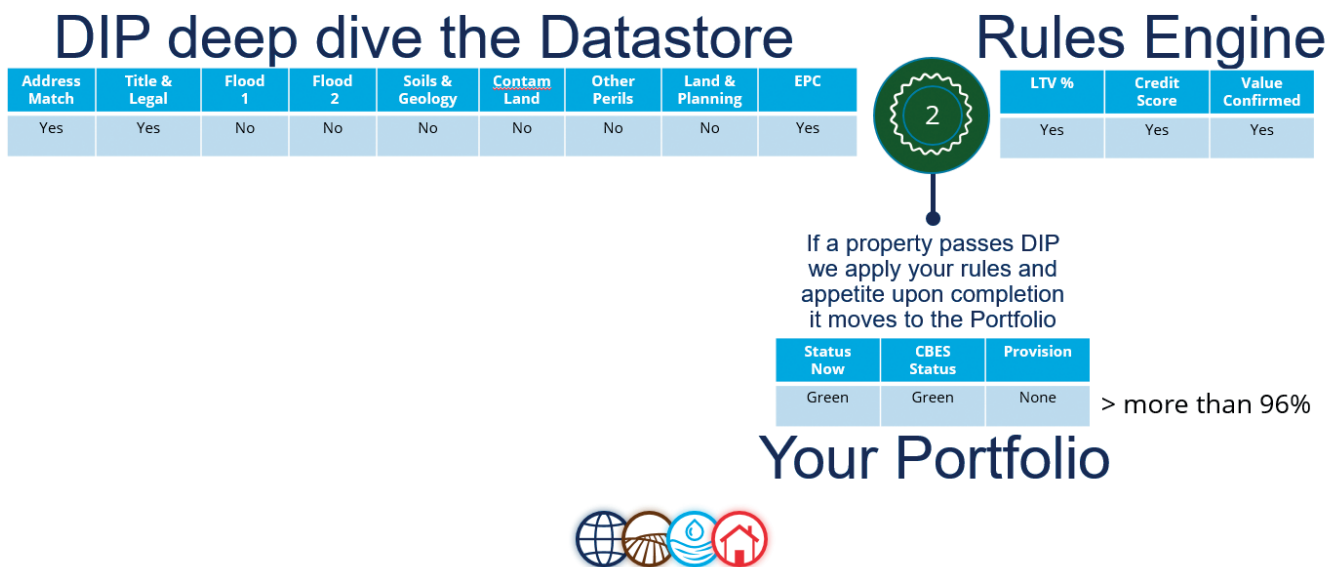 DIP deep dive the Datastore
Rules Engine
Address Match
Title & Legal
Flood 1
Flood 2
Soils & Geology
Contam Land
Other Perils
Land & Planning
EPC
Yes
Yes
No
No
No
No
No
No
Yes
2
LTV %
Credit Score
Value Confirmed
Yes
Yes
Yes
If a property passes DIP
we apply your rules and
appetite upon completion
it moves to the Portfolio
Status Now
CBES Status
Provision
Green
Green
None
> more than 96%
Your Portfolio